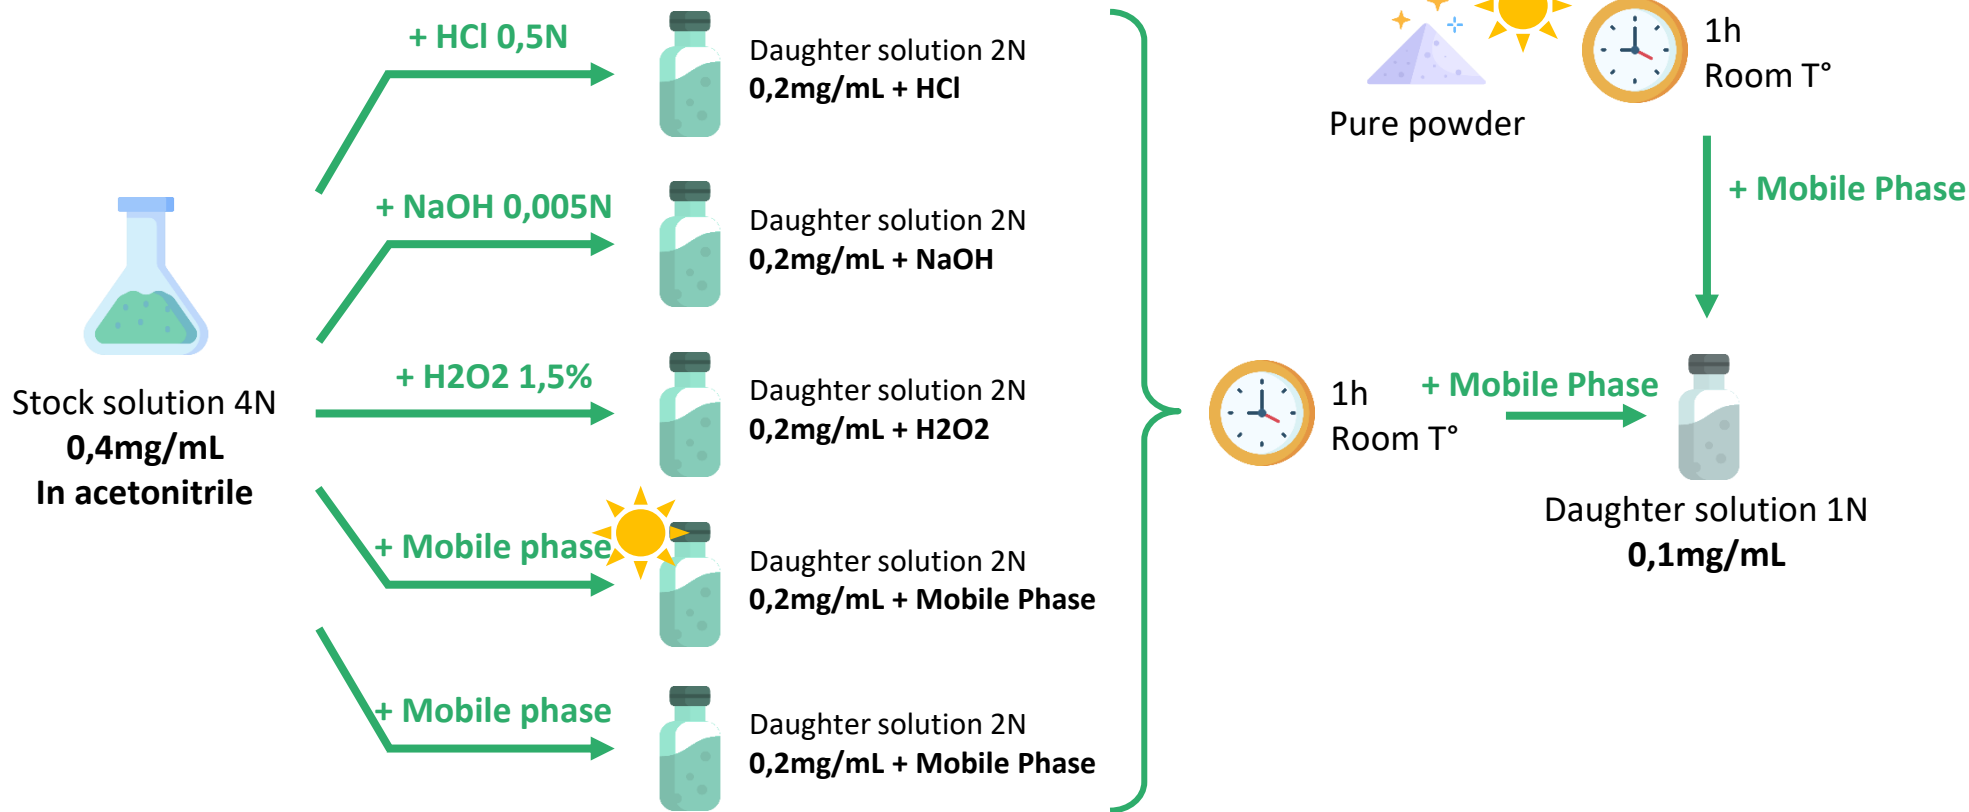 Stock solution 4N
0,4mg/mL
In acetonitrile
+ HCl 0,5N
Daughter solution 2N
0,2mg/mL + HCl
+ NaOH 0,005N
Daughter solution 2N
0,2mg/mL + NaOH
+ H2O2 1,5%
Daughter solution 2N
0,2mg/mL + H2O2
+ Mobile phase
Daughter solution 2N
0,2mg/mL + Mobile Phase
+ Mobile phase
Daughter solution 2N
0,2mg/mL + Mobile Phase
1h
Room T°
+ Mobile Phase
Pure powder
1h
Room T°
+ Mobile Phase
Daughter solution 1N
0,1mg/mL